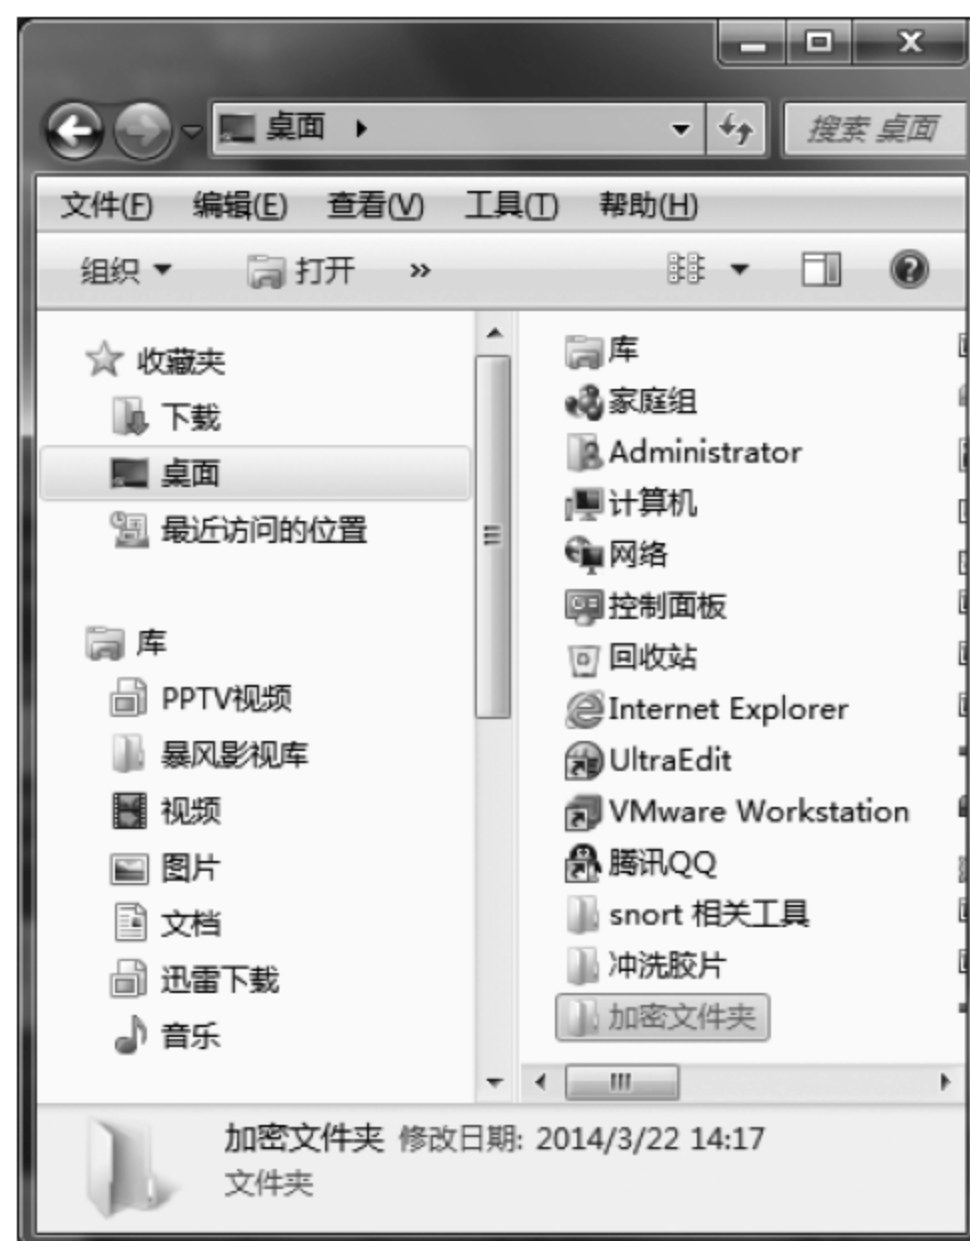 桌面
搜索 桌面
文件(F) 编辑(E) 查看(V) 工具(T) 帮助(H)
组织 打开 »
收藏夹
下载
桌面
最近访问的位置
库
PPTV视频
暴风影视库
视频
图片
文档
迅雷下载
音乐
库
家庭组
Administrator
计算机
网络
控制面板
回收站
Internet Explorer
UltraEdit
VMware Workstation
腾讯QQ
snort 相关工具
冲洗胶片
加密文件夹
加密文件夹 修改日期: 2014/3/22 14:17
文件夹